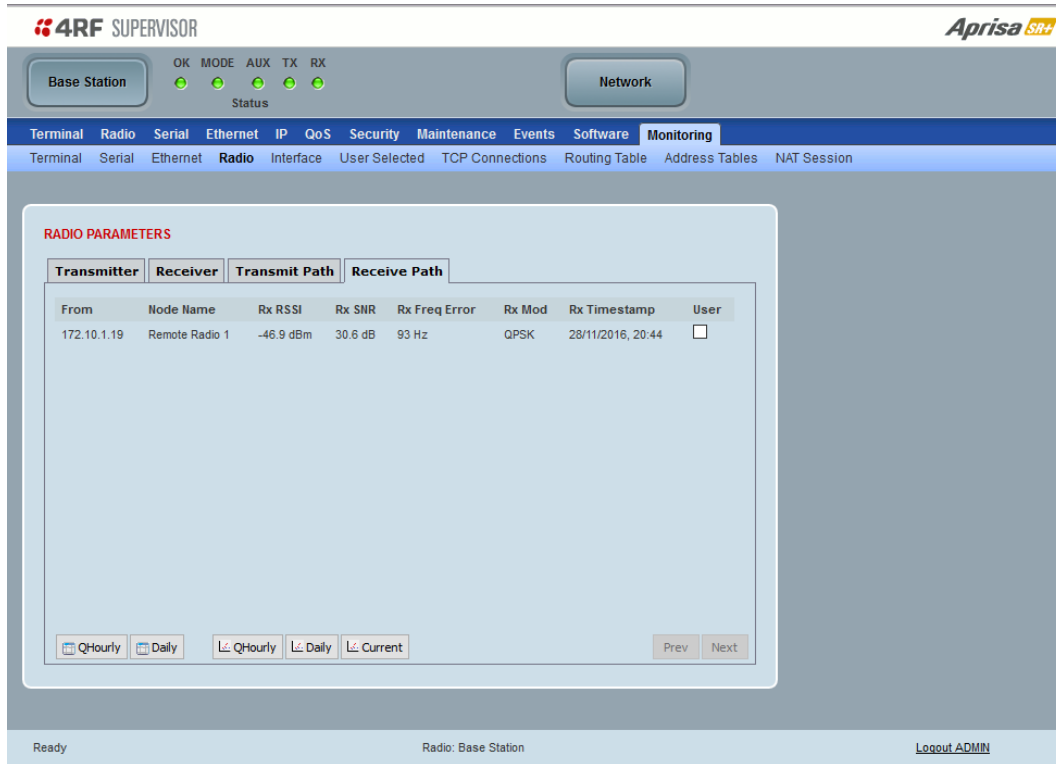 4RF SUPERVISOR
Aprisa SR+
Base Station
OK MODE AUX TX RX
Status
Network
Terminal Radio Serial Ethernet IP QoS Security Maintenance Events Software Monitoring
Terminal Serial Ethernet Radio Interface User Selected TCP Connections Routing Table Address Tables NAT Session
RADIO PARAMETERS
Transmitter Receiver Transmit Path Receive Path
From Node Name Rx RSSI Rx SNR Rx Freq Error Rx Mod Rx Timestamp User
172.10.1.19 Remote Radio 1 -46.9 dBm 30.6 dB 93 Hz QPSK 28/11/2016, 20:44
QHourly Daily QHourly Daily Current Prev Next
Ready Radio: Base Station Logout ADMIN